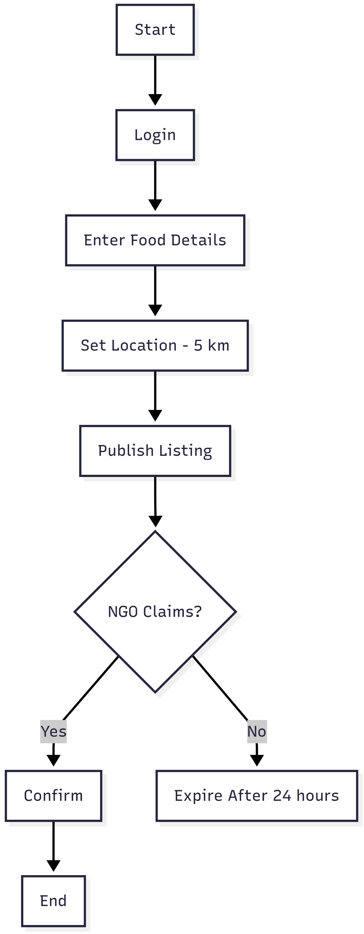 Start
Login
Enter Food Details
Set Location - 5 km
Publish Listing
NGO Claims?
Yes
No
Confirm
Expire After 24 hours
End